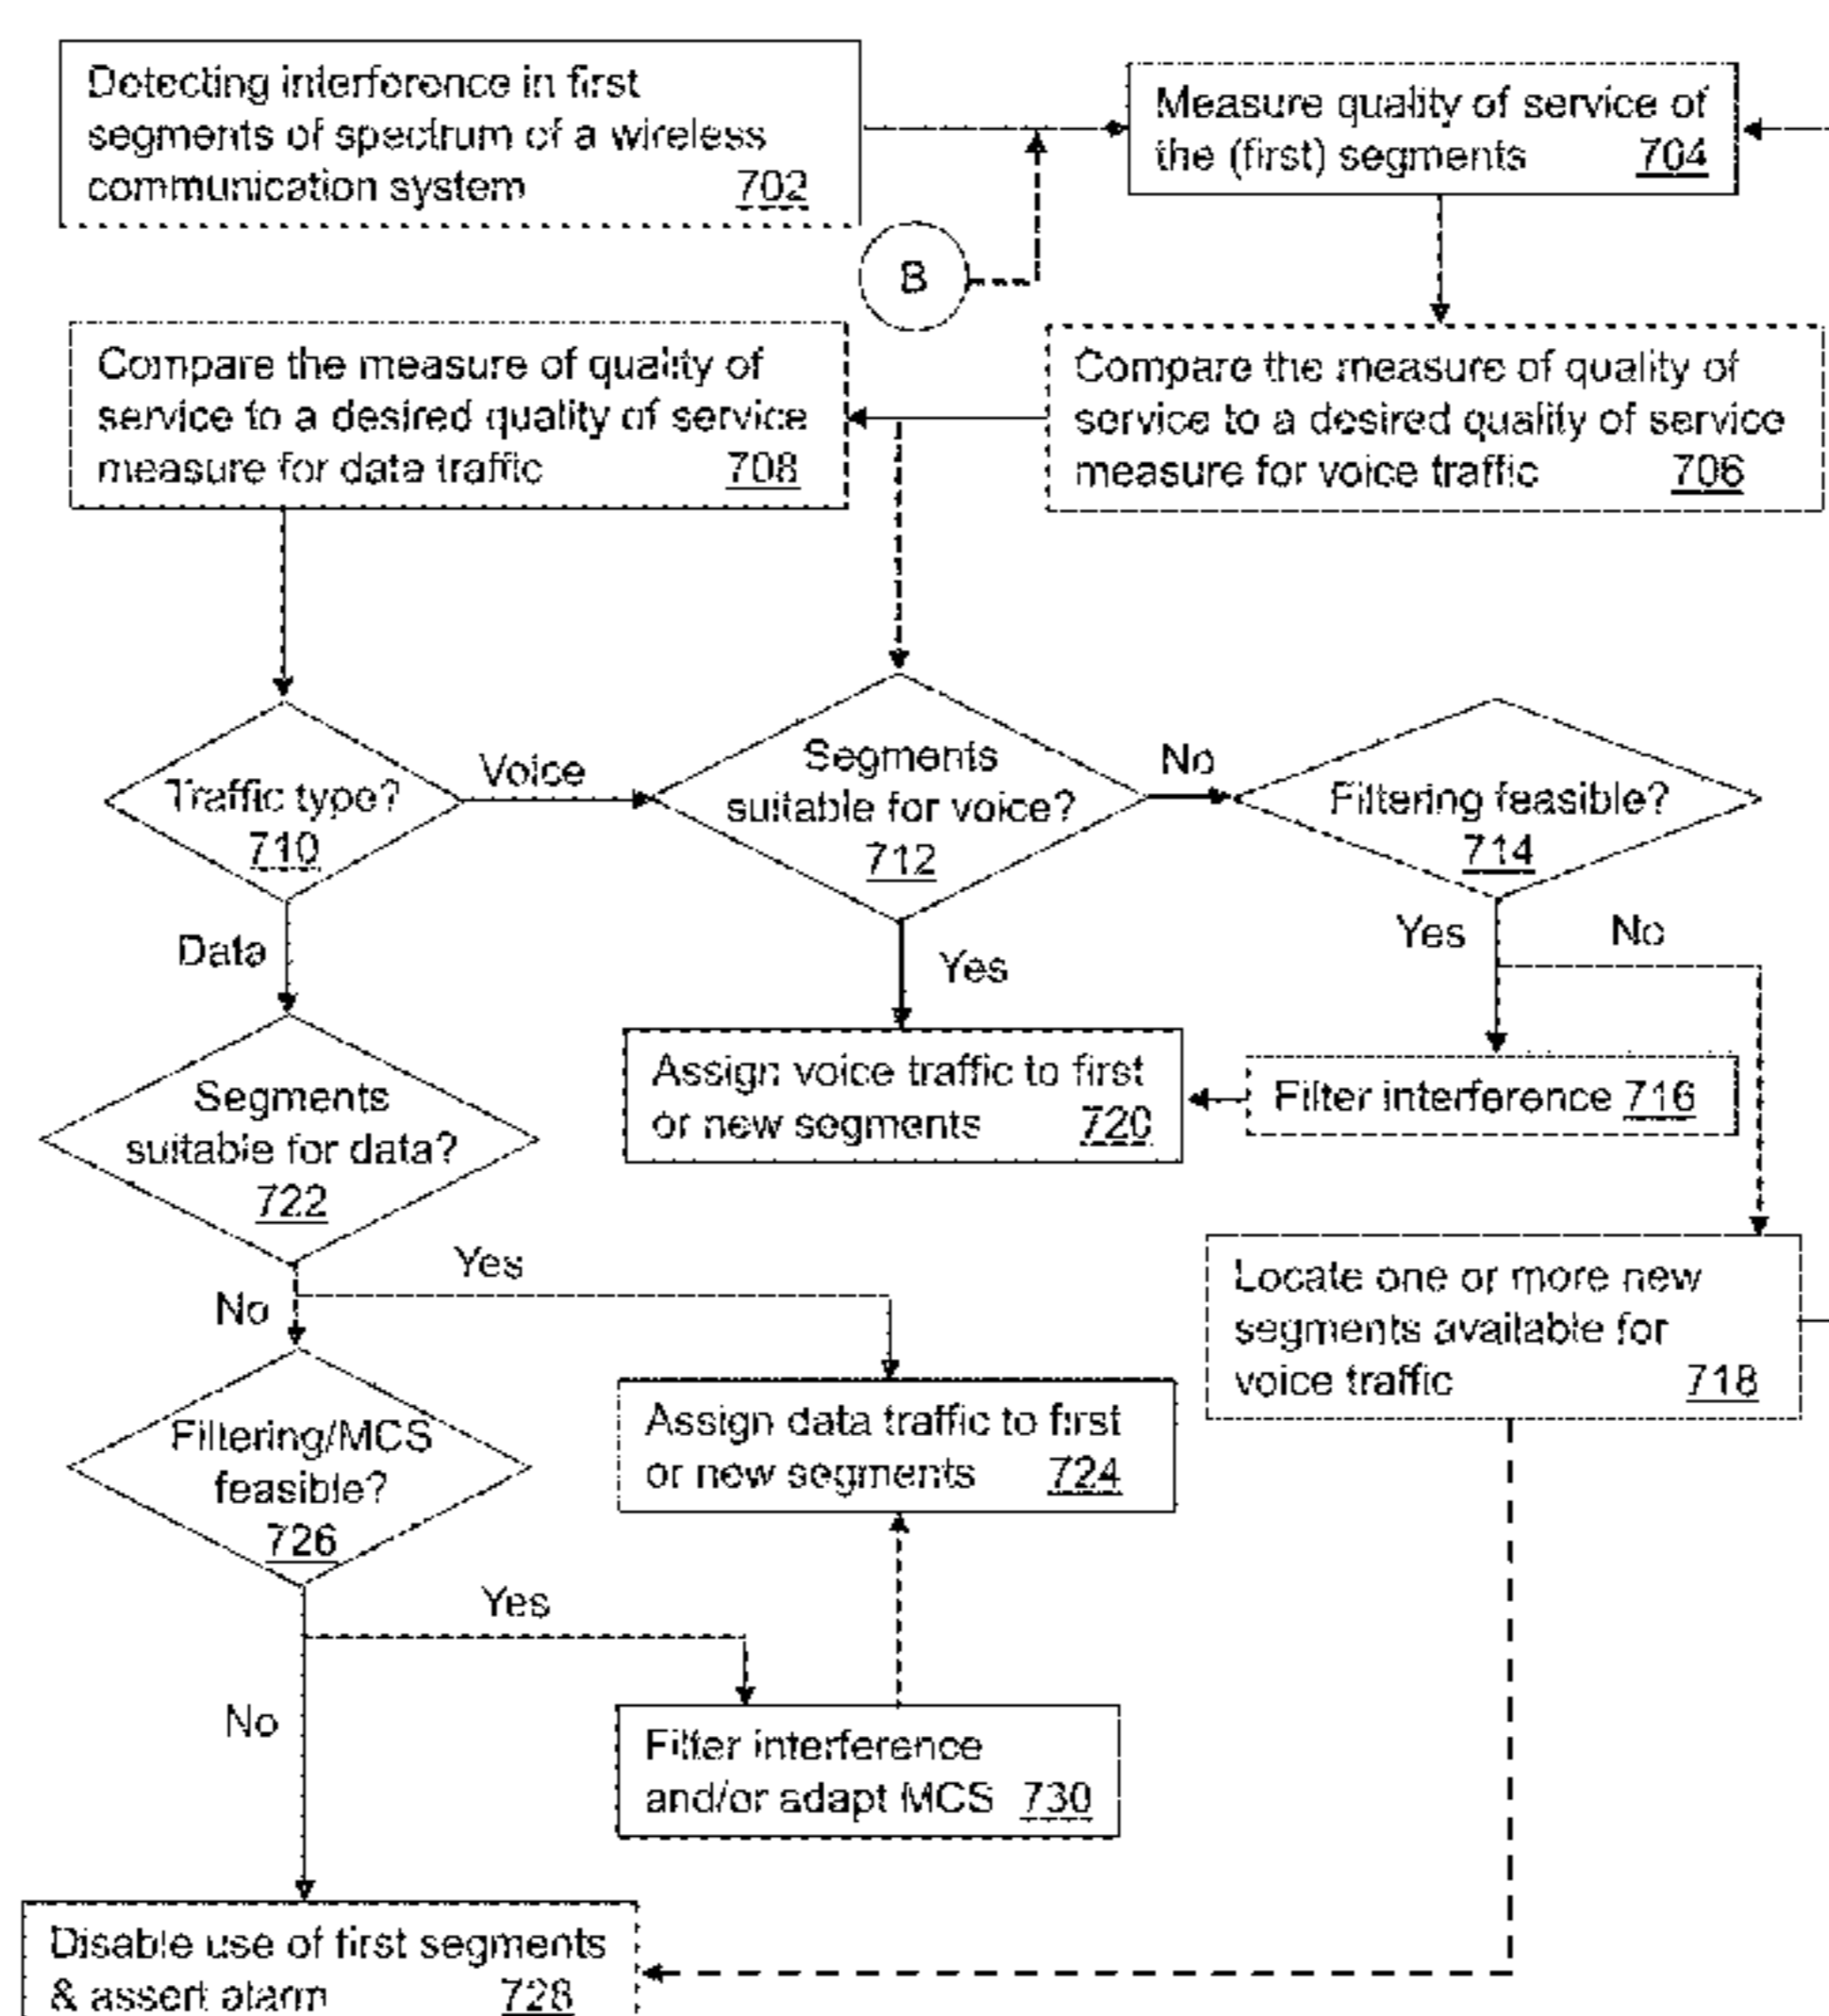 Detecting interference in first
segments of spectrum of a wireless
communication system 702
Measure quality of service of
the (first) segments 704
B
Compare the measure of quality of
service to a desired quality of service
measure for data traffic 708
Compare the measure of quality of
service to a desired quality of service
measure for voice traffic 706
Traffic type?
710
Voice
Segments
suitable for voice?
712
No
Filtering feasible?
714
Data
Yes
Yes
No
Segments
suitable for data?
722
Assign voice traffic to first
or new segments 720
Filter interference 716
Yes
No
Locate one or more new
segments available for
voice traffic 718
Filtering/MCS
feasible?
726
Assign data traffic to first
or new segments 724
Yes
No
Filter interference
and/or adapt MCS 730
Disable use of first segments
& assert alarm 728